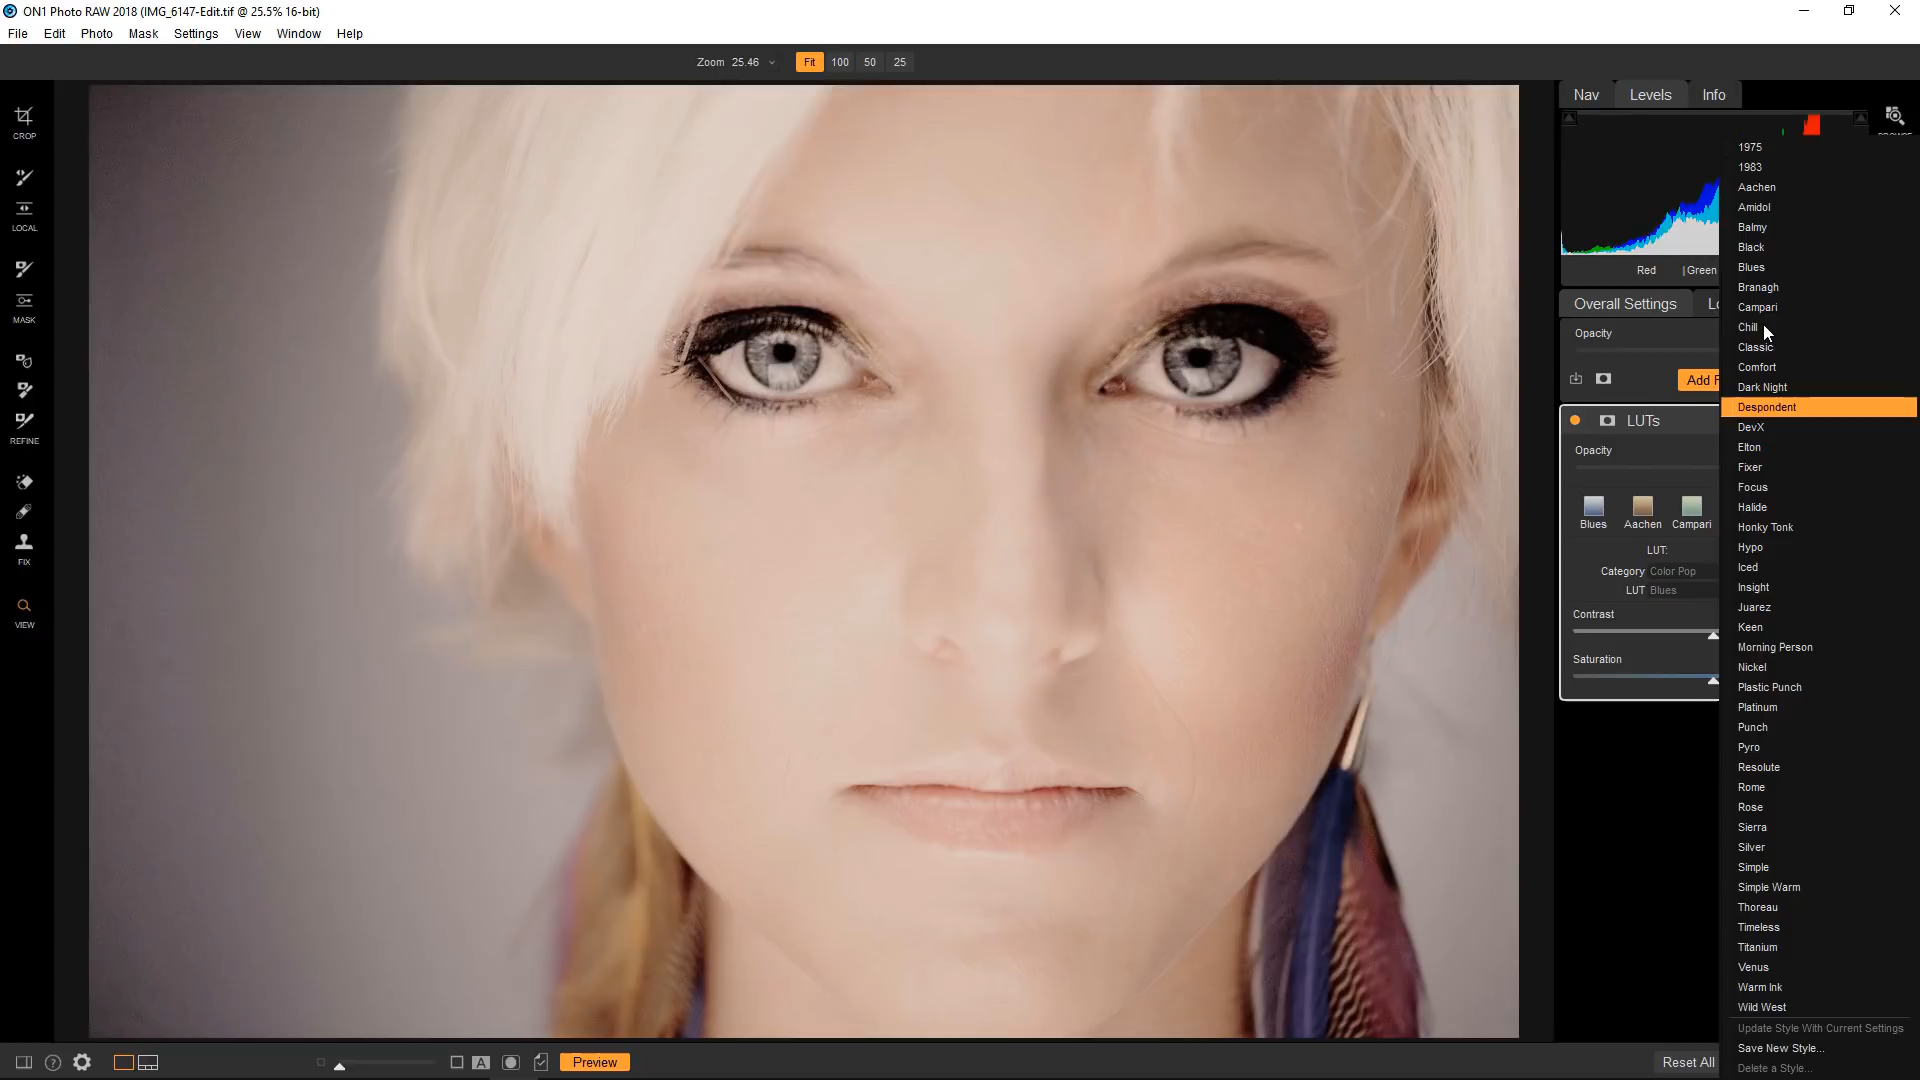 ON1 Photo RAW 2018 (IMG_6147-Edit.tif @ 25.5% 16-bit)
File Edit Photo Mask Settings View Window Help
Zoom 25.46 Fit 100 50 25
CROP
LOCAL
MASK
REFINE
FIX
VIEW
Nav Levels Info
Red | Green
Overall Settings
Opacity
Add
LUTs
Opacity
Blues Aachen Campari
LUT:
Category Color Pop
LUT Blues
Contrast
Saturation
1975
1983
Aachen
Amidol
Balmy
Black
Blues
Branagh
Campari
Chill
Classic
Comfort
Dark Night
Despondent
DevX
Elton
Fixer
Focus
Halide
Honky Tonk
Hypo
Iced
Insight
Juarez
Keen
Morning Person
Nickel
Plastic Punch
Platinum
Punch
Pyro
Resolute
Rome
Rose
Sierra
Silver
Simple
Simple Warm
Thoreau
Timeless
Titanium
Venus
Warm Ink
Wild West
Update Style With Current Settings
Save New Style...
Delete a Style...
A Preview
Reset All